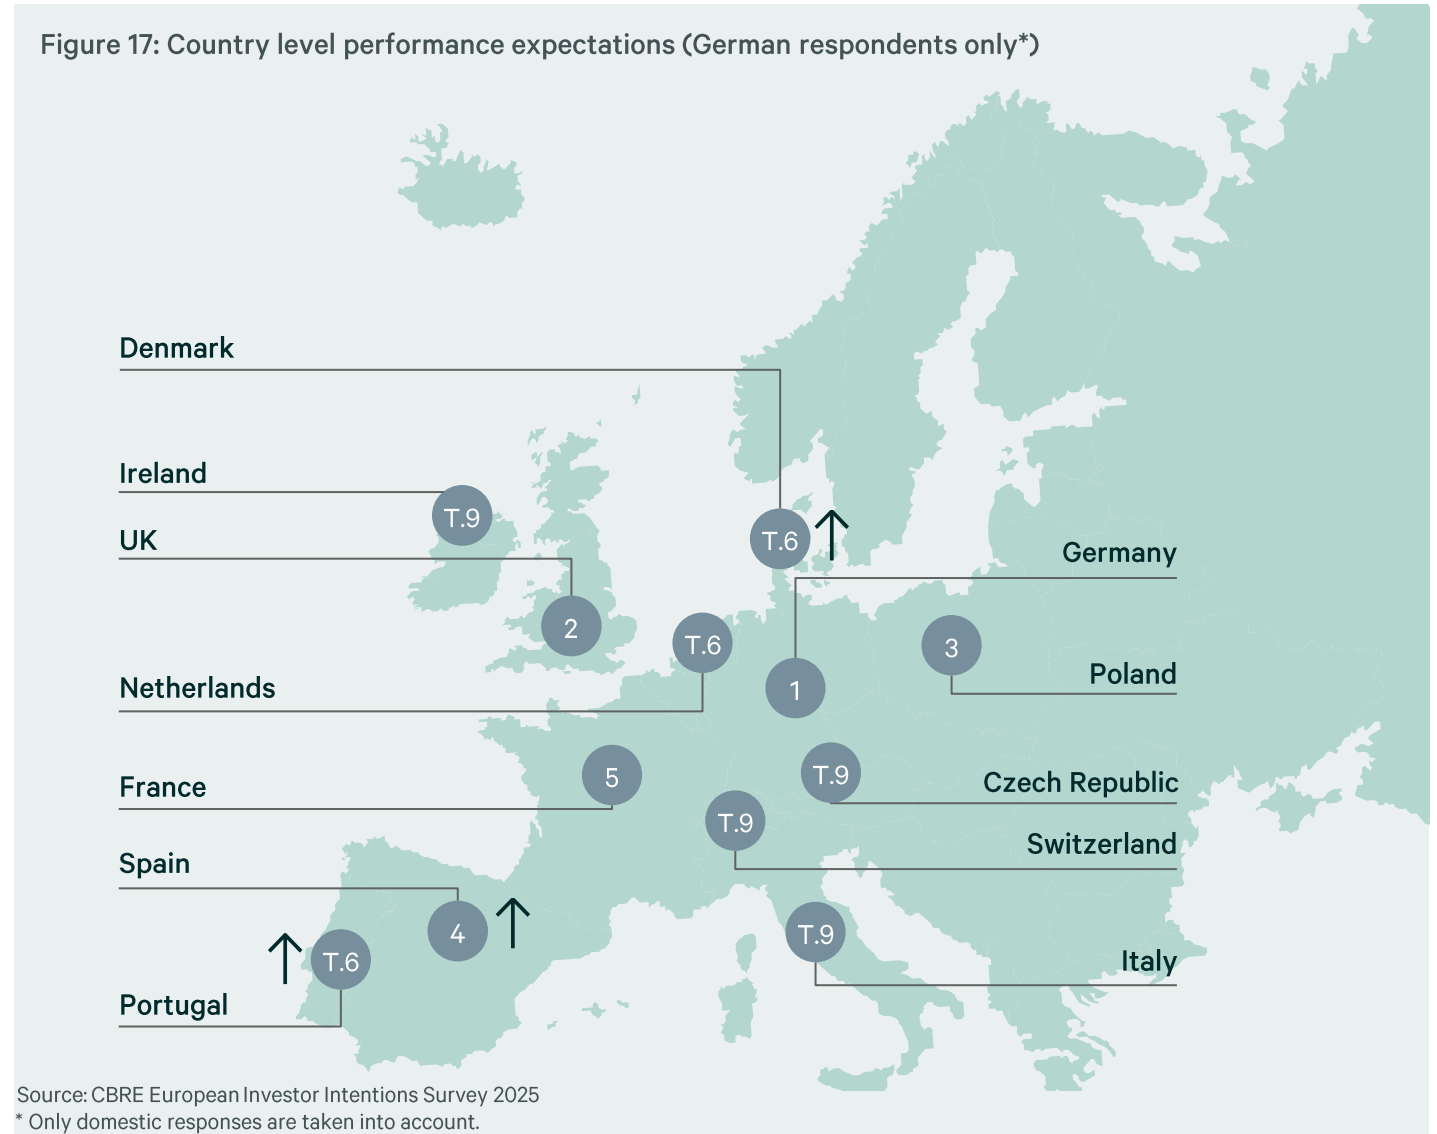 Figure 17: Country level performance expectations (German respondents only*)
Denmark
Ireland
T.9
UK
T.6
Germany
2
T.6
3
Netherlands
1
Poland
France
5
T.9
Czech Republic
T.9
Switzerland
Spain
4
T.9
Italy
T.6
Portugal
Source: CBRE European Investor Intentions Survey 2025
* Only domestic responses are taken into account.